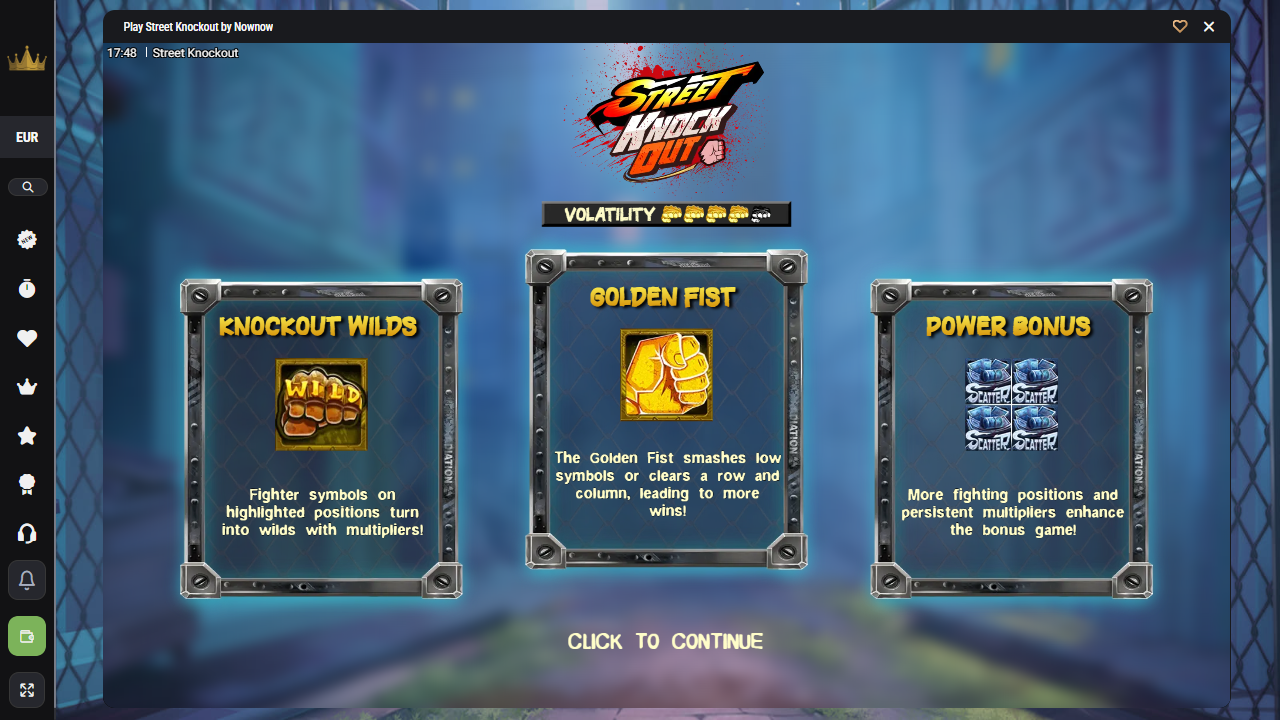 Play Street Knockout by Nownow
17:48 | Street Knockout
EUR
NEW
STREET
KNOCK
OUT
VOLATILITY
KNOCKOUT WILDS
WILD
Fighter symbols on
highlighted positions turn
into wilds with multipliers!
GOLDEN FIST
The Golden Fist smashes low
symbols or clears a row and
column, leading to more
wins!
POWER BONUS
SCATTER SCATTER
SCATTER SCATTER
More fighting positions and
persistent multipliers enhance
the bonus game!
CLICK TO CONTINUE